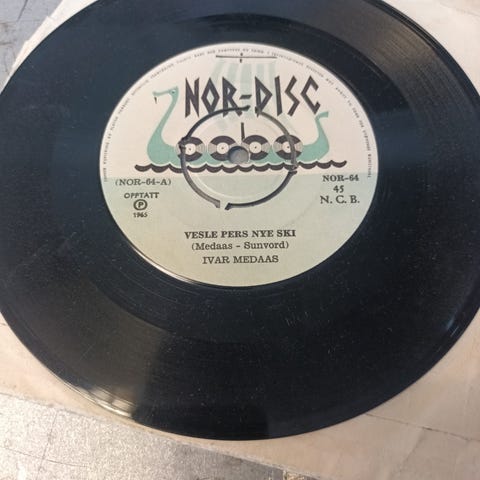 NOR-DISC
(NOR-64-A)
OPPTATT
P
1965
NOR-64
45
N. C. B.
VESLE PERS NYE SKI
(Medaas - Sunvord)
IVAR MEDAAS